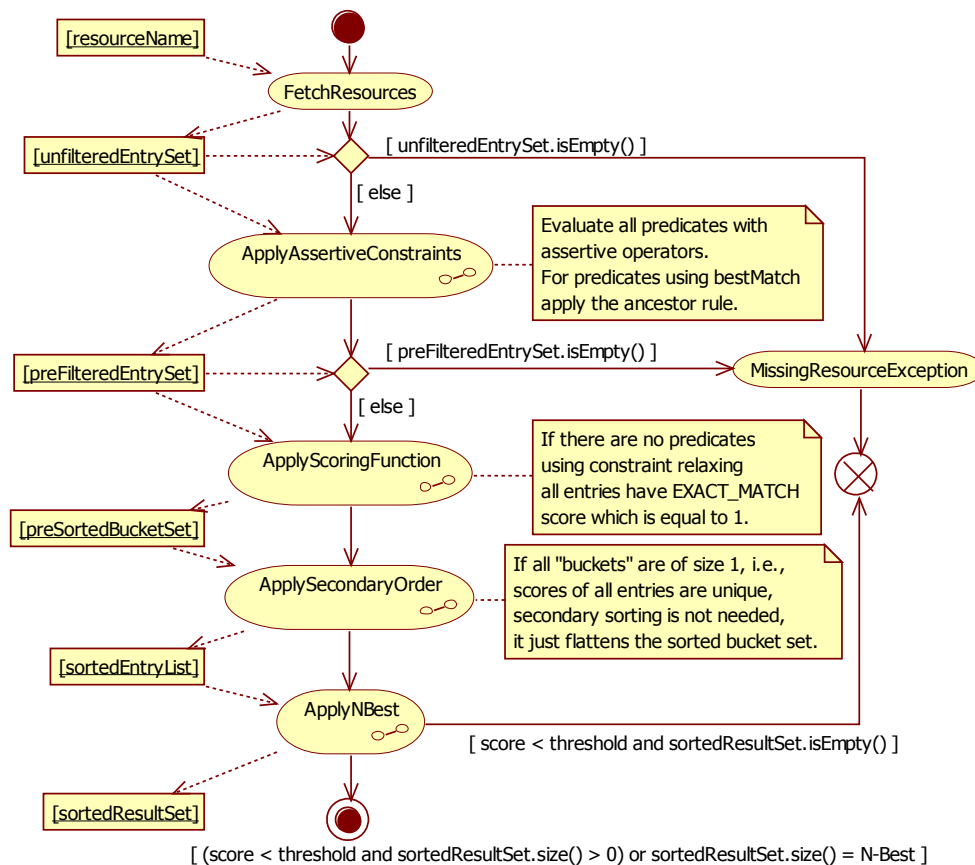 [resourceName]
FetchResources
[unfilteredEntrySet]
[ unfilteredEntrySet.isEmpty() ]
[ else ]
ApplyAssertiveConstraints
Evaluate all predicates with
assertive operators.
For predicates using bestMatch
apply the ancestor rule.
[preFilteredEntrySet]
[ preFilteredEntrySet.isEmpty() ]
MissingResourceException
[ else ]
ApplyScoringFunction
If there are no predicates
using constraint relaxing
all entries have EXACT_MATCH
score which is equal to 1.
[preSortedBucketSet]
ApplySecondaryOrder
If all "buckets" are of size 1, i.e.,
scores of all entries are unique,
secondary sorting is not needed,
it just flattens the sorted bucket set.
[sortedEntryList]
ApplyNBest
[ score < threshold and sortedResultSet.isEmpty() ]
[sortedResultSet]
[ (score < threshold and sortedResultSet.size() > 0) or sortedResultSet.size() = N-Best ]